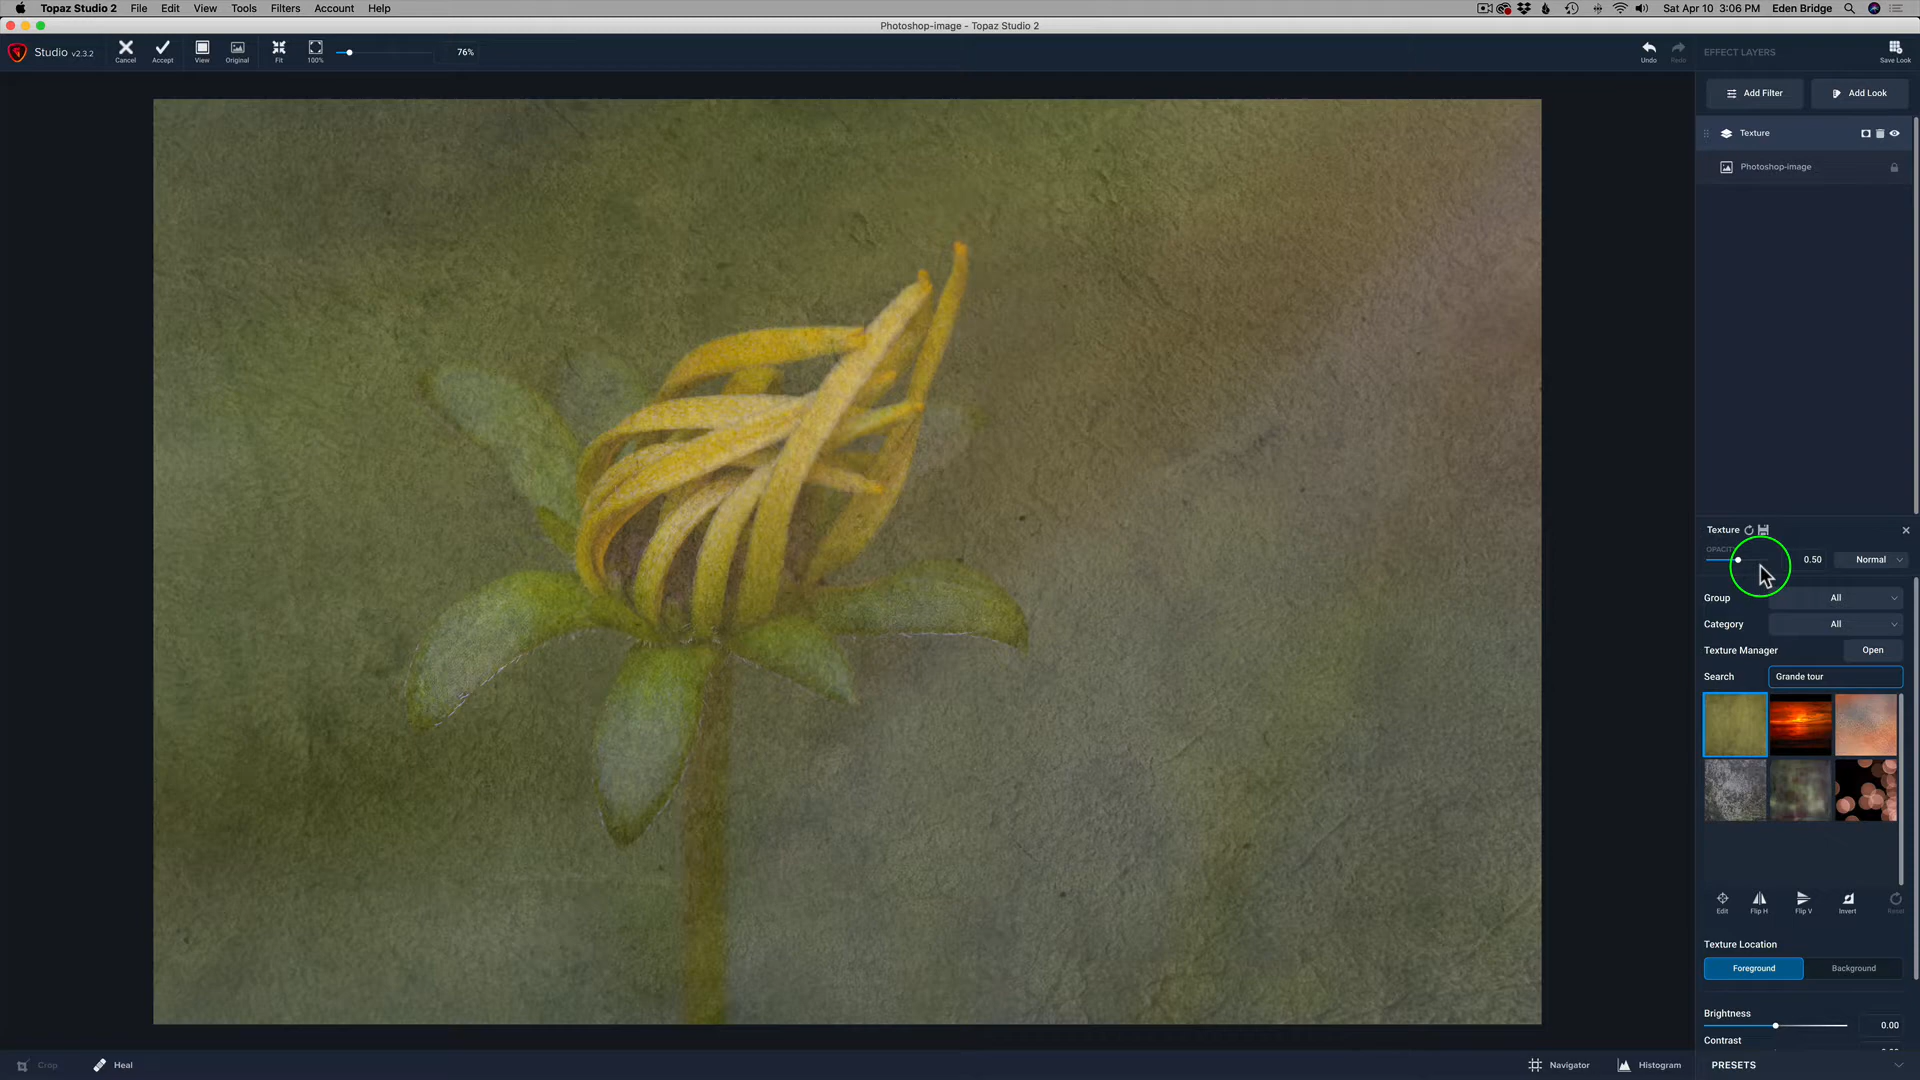 Topaz Studio 2 File Edit View Tools Filters Account Help Sat Apr 10 3:06 PM Eden Bridge
Photoshop-image - Topaz Studio 2
Studio v2.3.2 Cancel Accept View Original Fit 100% 76% Undo Redo EFFECT LAYERS Save Look
Add Filter Add Look
Texture
Photoshop-image
Texture
OPACITY 0.50 Normal
Group All
Category All
Texture Manager Open
Search Grande tour
Edit Flip H Flip V Invert Reset
Texture Location
Foreground Background
Brightness 0.00
Contrast
Crop Heal Navigator Histogram PRESETS